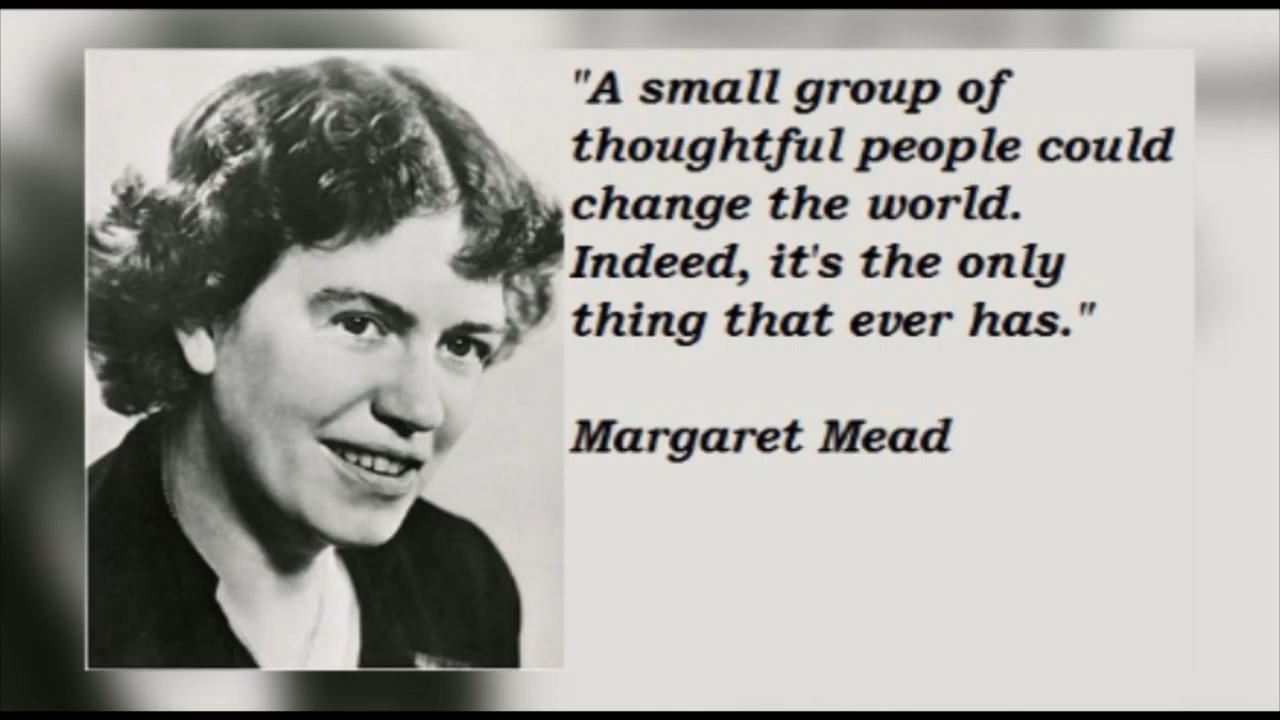 "A small group of
thoughtful people could
change the world.
Indeed, it's the only
thing that ever has."
Margaret Mead